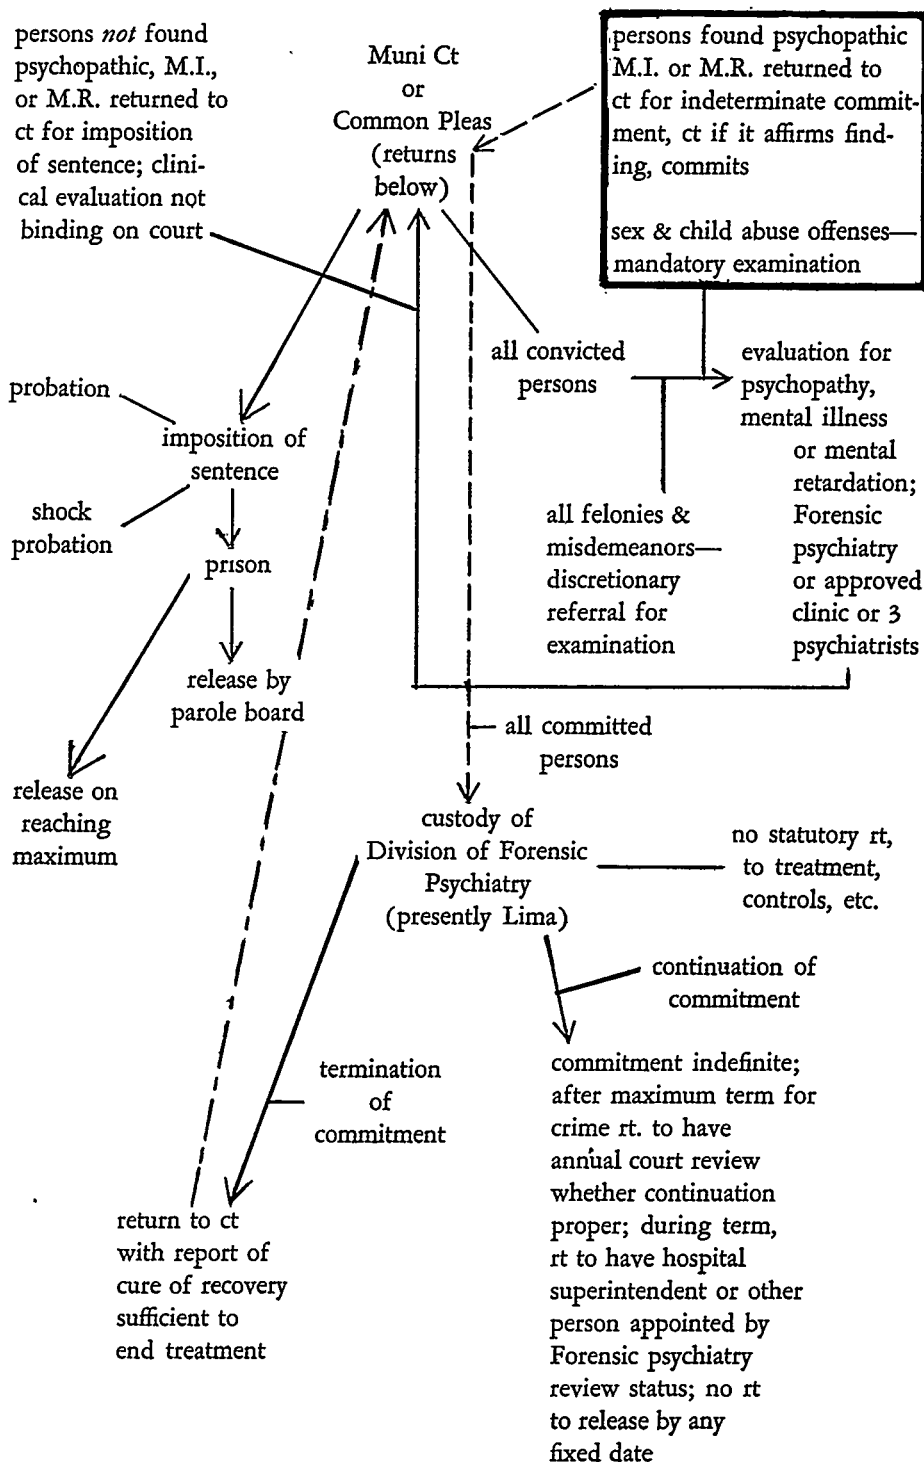 persons not found
psychopathic, M.I.,
or M.R. returned to
ct for imposition
of sentence; clini-
cal evaluation not
binding on court
Muni Ct
or
Common Pleas
(returns
below)
persons found psychopathic
M.I. or M.R. returned to
ct for indeterminate commit-
ment, ct if it affirms find-
ing, commits
sex & child abuse offenses—
mandatory examination
all convicted
persons
evaluation for
psychopathy,
mental illness
or mental
retardation;
Forensic
psychiatry
or approved
clinic or 3
psychiatrists
probation
imposition of
sentence
shock
probation
prison
all felonies &
misdemeanors—
discretionary
referral for
examination
release by
parole board
release on
reaching
maximum
all committed
persons
custody of
Division of Forensic
Psychiatry
(presently Lima)
no statutory rt,
to treatment,
controls, etc.
continuation of
commitment
termination
of
commitment
commitment indefinite;
after maximum term for
crime rt. to have
annual court review
whether continuation
proper; during term,
rt to have hospital
superintendent or other
person appointed by
Forensic psychiatry
review status; no rt
to release by any
fixed date
return to ct
with report of
cure of recovery
sufficient to
end treatment